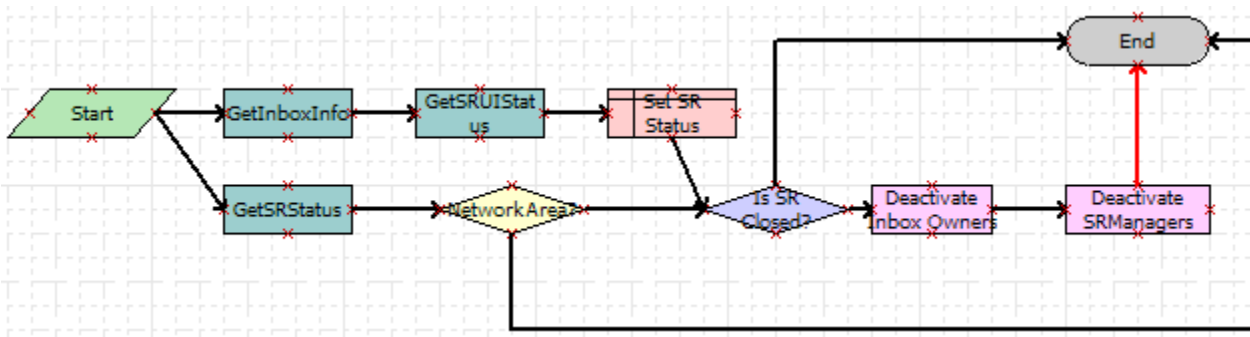 End
Start
GetInboxInfo
GetSRUIStat
us
Set SR
Status
GetSRStatus
NetworkArea?
Is SR
Closed?
Deactivate
Inbox Owners
Deactivate
SRManagers